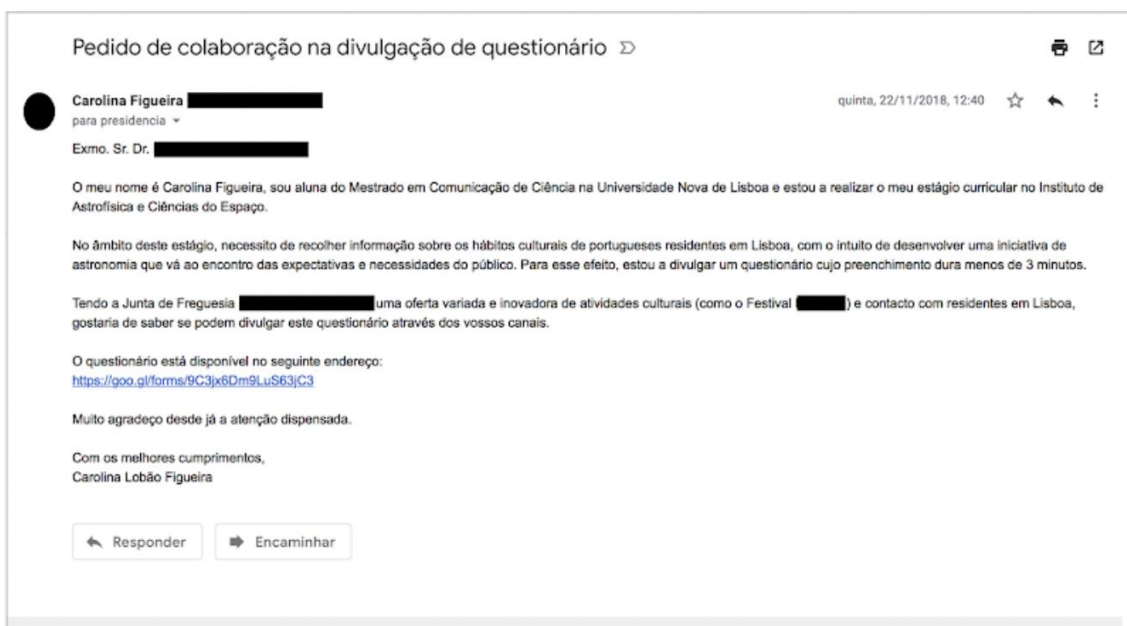 Pedido de colaboração na divulgação de questionário
Carolina Figueira
quinta, 22/11/2018, 12:40
para presidencia
Exmo. Sr. Dr.
O meu nome é Carolina Figueira, sou aluna do Mestrado em Comunicação de Ciência na Universidade Nova de Lisboa e estou a realizar o meu estágio curricular no Instituto de
Astrofísica e Ciências do Espaço.
No âmbito deste estágio, necessito de recolher informação sobre os hábitos culturais de portugueses residentes em Lisboa, com o intuito de desenvolver uma iniciativa de
astronomia que vá ao encontro das expectativas e necessidades do público. Para esse efeito, estou a divulgar um questionário cujo preenchimento dura menos de 3 minutos.
Tendo a Junta de Freguesia uma oferta variada e inovadora de atividades culturais (como o Festival ) e contacto com residentes em Lisboa,
gostaria de saber se podem divulgar este questionário através dos vossos canais.
O questionário está disponível no seguinte endereço:
https://goo.gl/forms/9C3jx6Dm9LuS63jC3
Muito agradeço desde já a atenção dispensada.
Com os melhores cumprimentos,
Carolina Lobão Figueira
Responder Encaminhar